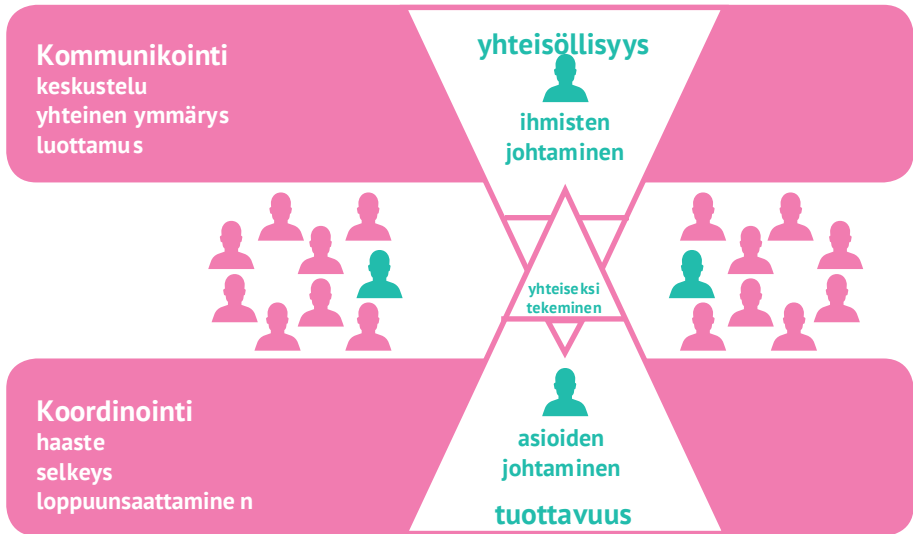 Kommunikointi
keskustelu
yhteinen ymmärys
luottamus
yhteisöllisyys
ihmisten
johtaminen
yhteiseksi
tekeminen
Koordinointi
haaste
selkeys
loppuunsaattaminen
asioiden
johtaminen
tuottavuus